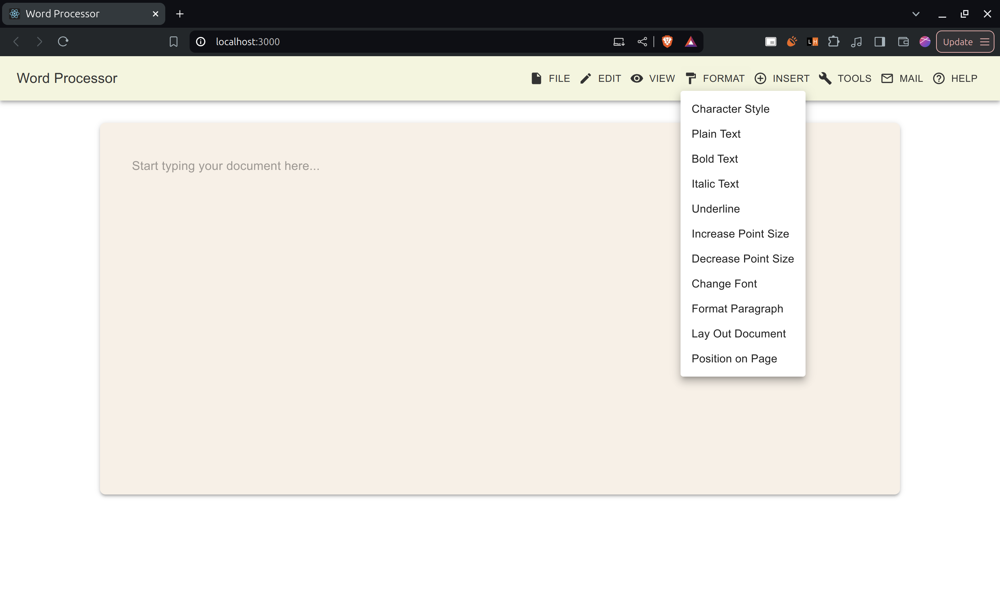 Word Processor
localhost:3000
L.H
Update
Word Processor
FILE EDIT VIEW FORMAT INSERT TOOLS MAIL HELP
Character Style
Plain Text
Bold Text
Italic Text
Underline
Increase Point Size
Decrease Point Size
Change Font
Format Paragraph
Lay Out Document
Position on Page
Start typing your document here...